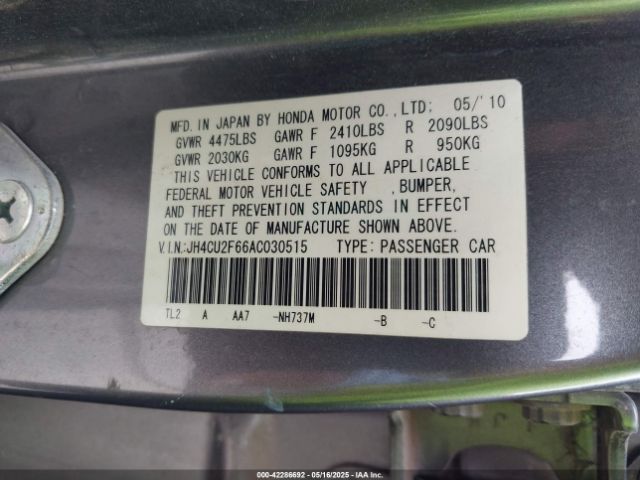 MFD. IN JAPAN BY HONDA MOTOR CO., LTD: 05/'10
GVWR 4475LBS GAWR F 2410LBS R 2090LBS
GVWR 2030KG GAWR F 1095KG R 950KG
THIS VEHICLE CONFORMS TO ALL APPLICABLE
FEDERAL MOTOR VEHICLE SAFETY , BUMPER,
AND THEFT PREVENTION STANDARDS IN EFFECT
ON THE DATE OF MANUFACTURE SHOWN ABOVE.
V.I.N:JH4CU2F66AC030515 TYPE: PASSENGER CAR
TL2 A AA7 -NH737M -B -C
000-42286692 - 05/16/2025 - IAA Inc.